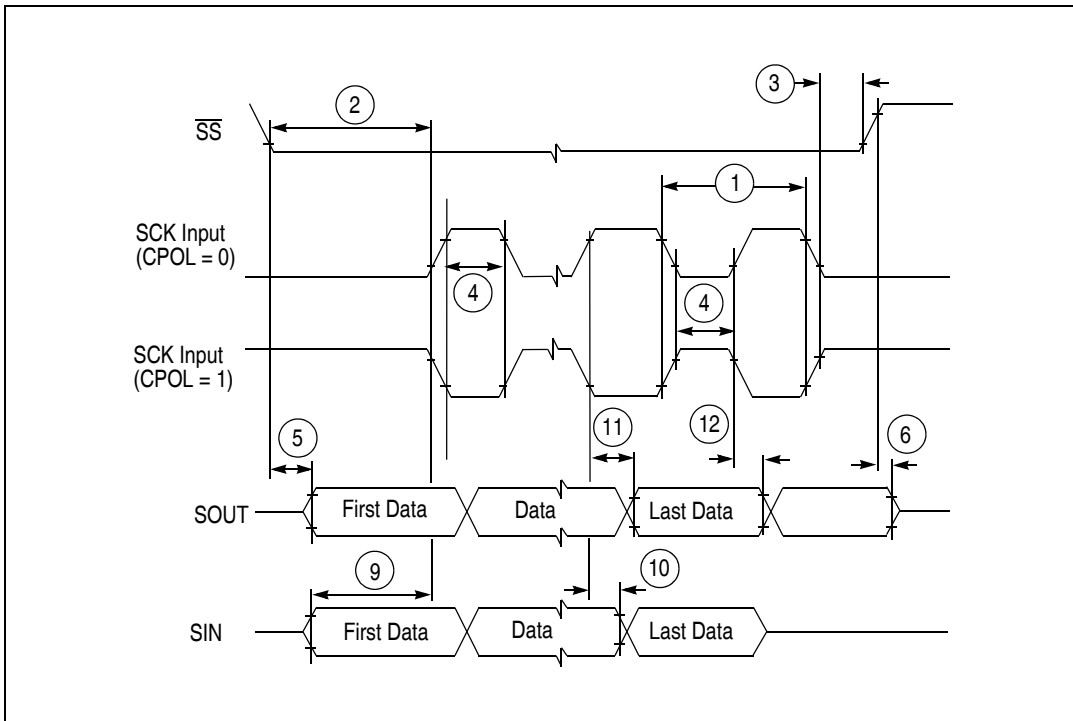 3
2
S̅S̅
1
SCK Input
(CPOL = 0)
4
4
SCK Input
(CPOL = 1)
5
11
12
6
SOUT
First Data
Data
Last Data
9
10
SIN
First Data
Data
Last Data